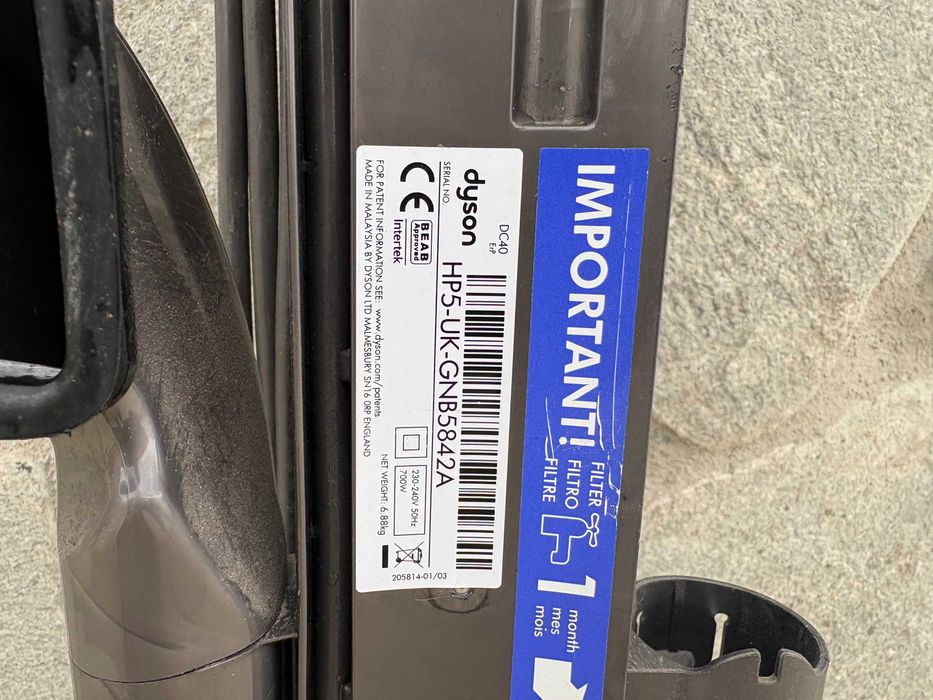 dyson
DC40
ErP
SERIAL NO.
HP5-UK-GNB5842A
CE
BEAB
Approved
Intertek
230-240V 50Hz
700W
FOR PATENT INFORMATION SEE: www.dyson.com/patents
MADE IN MALAYSIA BY DYSON LTD MALMESBURY SN16 0RP ENGLAND
NET WEIGHT: 6.88kg
205814-01/03
IMPORTANT!
FILTER
FILTRO
FILTRE
1
month
mes
mois